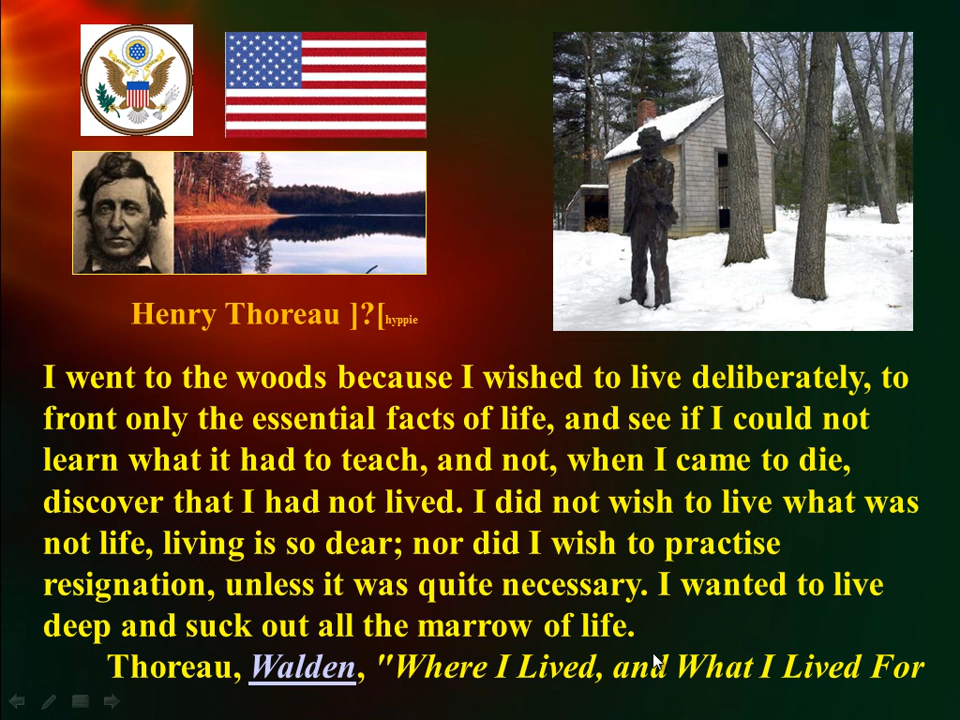 Henry Thoreau ]?[hyppie
I went to the woods because I wished to live deliberately, to
front only the essential facts of life, and see if I could not
learn what it had to teach, and not, when I came to die,
discover that I had not lived. I did not wish to live what was
not life, living is so dear; nor did I wish to practise
resignation, unless it was quite necessary. I wanted to live
deep and suck out all the marrow of life.
Thoreau, Walden, "Where I Lived, and What I Lived For